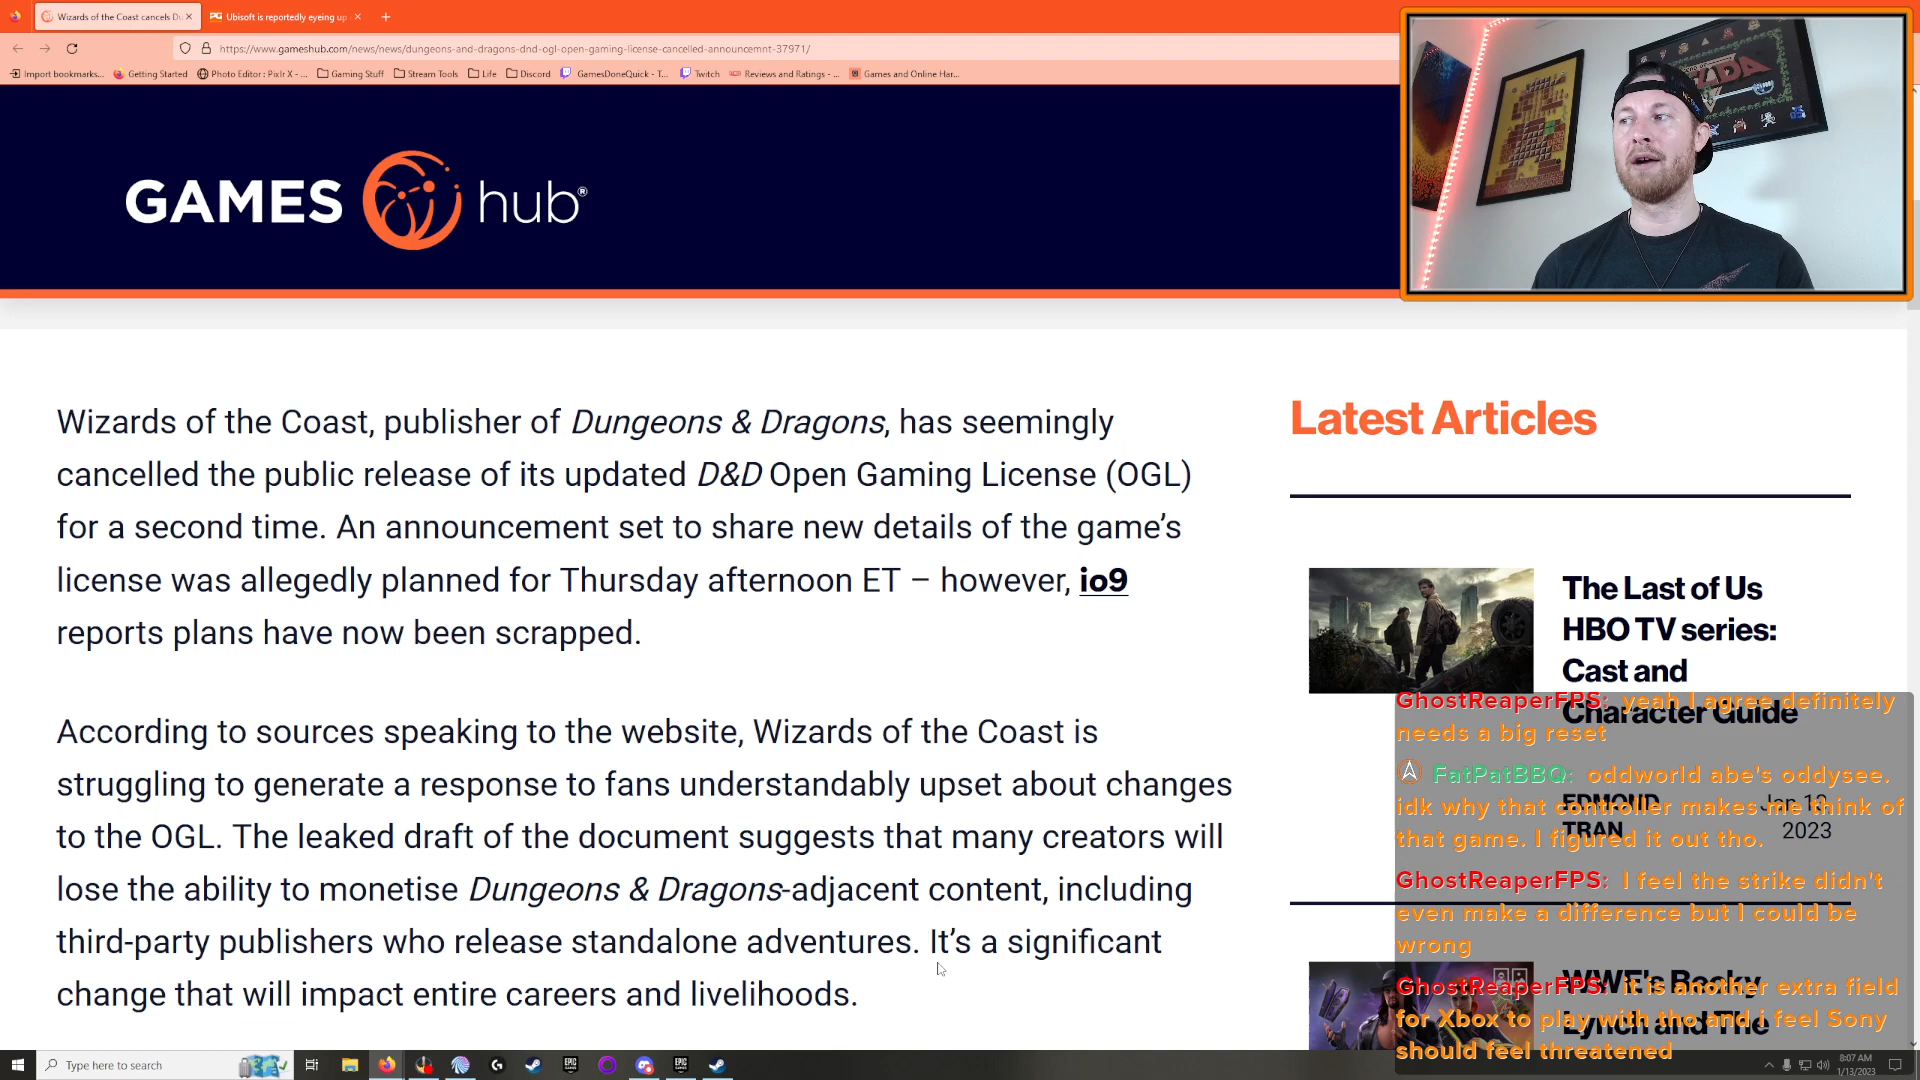 Wizards of the Coast cancels Du
Ubisoft is reportedly eyeing up
https://www.gameshub.com/news/news/dungeons-and-dragons-dnd-ogl-open-gaming-license-cancelled-announcemnt-37971/
Import bookmarks...
Getting Started
Photo Editor : Pixlr X - ...
Gaming Stuff
Stream Tools
Life
Discord
GamesDoneQuick - T...
Twitch
Reviews and Ratings - ...
Games and Online Har...
GAMES hub®
Wizards of the Coast, publisher of Dungeons & Dragons, has seemingly
cancelled the public release of its updated D&D Open Gaming License (OGL)
for a second time. An announcement set to share new details of the game's
license was allegedly planned for Thursday afternoon ET – however, io9
reports plans have now been scrapped.
According to sources speaking to the website, Wizards of the Coast is
struggling to generate a response to fans understandably upset about changes
to the OGL. The leaked draft of the document suggests that many creators will
lose the ability to monetise Dungeons & Dragons-adjacent content, including
third-party publishers who release standalone adventures. It's a significant
change that will impact entire careers and livelihoods.
Latest Articles
The Last of Us
HBO TV series:
Cast and
Character Guide
EDMOND
TRAN
Jan 13
2023
WWE's Becky
Lynch and The
GhostReaperFPS: yeah I agree definitely
needs a big reset
FatPatBBQ: oddworld abe's oddysee.
idk why that controller makes me think of
that game. I figured it out tho.
GhostReaperFPS: I feel the strike didn't
even make a difference but I could be
wrong
GhostReaperFPS: it is another extra field
for Xbox to play with tho and i feel Sony
should feel threatened
Type here to search
8:07 AM
1/13/2023